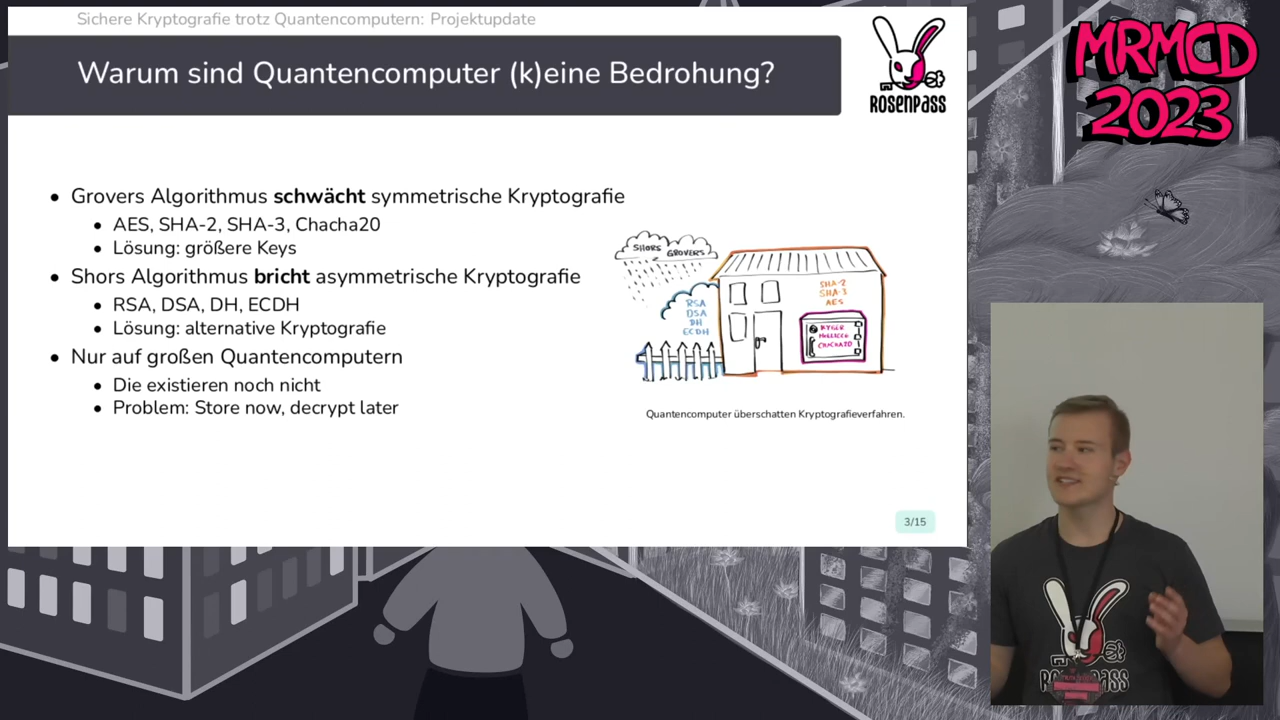 Sichere Kryptografie trotz Quantencomputern: Projektupdate
Warum sind Quantencomputer (k)eine Bedrohung?
ROSENPASS
MRMCD
2023
• Grovers Algorithmus schwächt symmetrische Kryptografie
• AES, SHA-2, SHA-3, Chacha20
• Lösung: größere Keys
• Shors Algorithmus bricht asymmetrische Kryptografie
• RSA, DSA, DH, ECDH
• Lösung: alternative Kryptografie
• Nur auf großen Quantencomputern
• Die existieren noch nicht
• Problem: Store now, decrypt later
SHORS
GROVERS
RSA
DSA
DH
ECDH
SHA-2
SHA-3
AES
KYBER
CHACHA20
Quantencomputer überschatten Kryptografieverfahren.
3/15